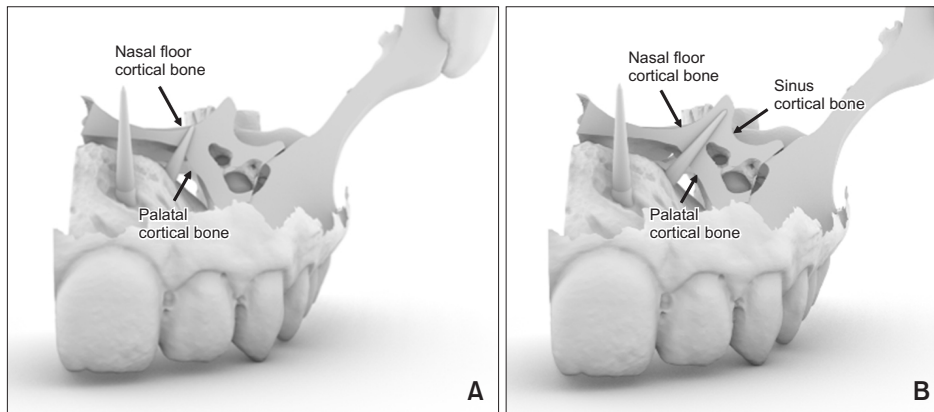 Nasal floor
cortical bone
Palatal
cortical bone
A
Nasal floor
cortical bone
Sinus
cortical bone
Palatal
cortical bone
B